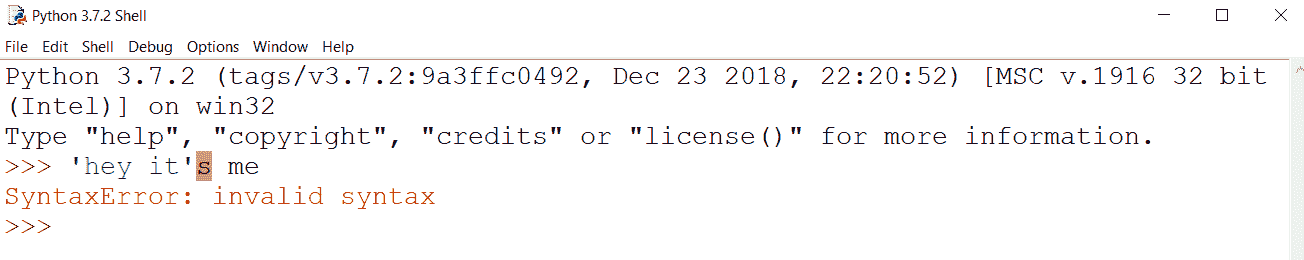 Python 3.7.2 Shell
File Edit Shell Debug Options Window Help
Python 3.7.2 (tags/v3.7.2:9a3ffc0492, Dec 23 2018, 22:20:52) [MSC v.1916 32 bit
(Intel)] on win32
Type "help", "copyright", "credits" or "license()" for more information.
>>> 'hey it's me
SyntaxError: invalid syntax
>>>